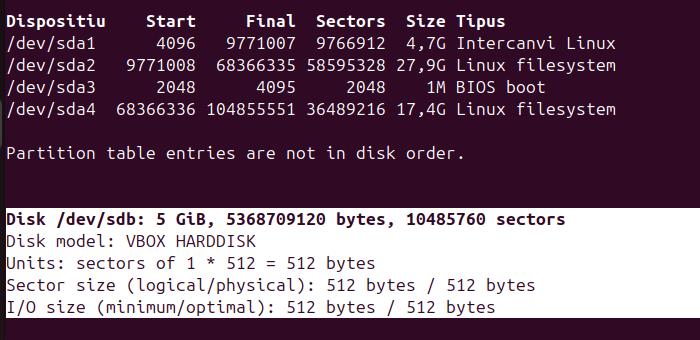 Dispositiu    Start     Final  Sectors  Size Tipus
/dev/sda1      4096   9771007  9766912  4,7G Intercanvi Linux
/dev/sda2   9771008  68366335 58595328 27,9G Linux filesystem
/dev/sda3      2048      4095     2048    1M BIOS boot
/dev/sda4  68366336 104855551 36489216 17,4G Linux filesystem
Partition table entries are not in disk order.
Disk /dev/sdb: 5 GiB, 5368709120 bytes, 10485760 sectors
Disk model: VBOX HARDDISK
Units: sectors of 1 * 512 = 512 bytes
Sector size (logical/physical): 512 bytes / 512 bytes
I/O size (minimum/optimal): 512 bytes / 512 bytes